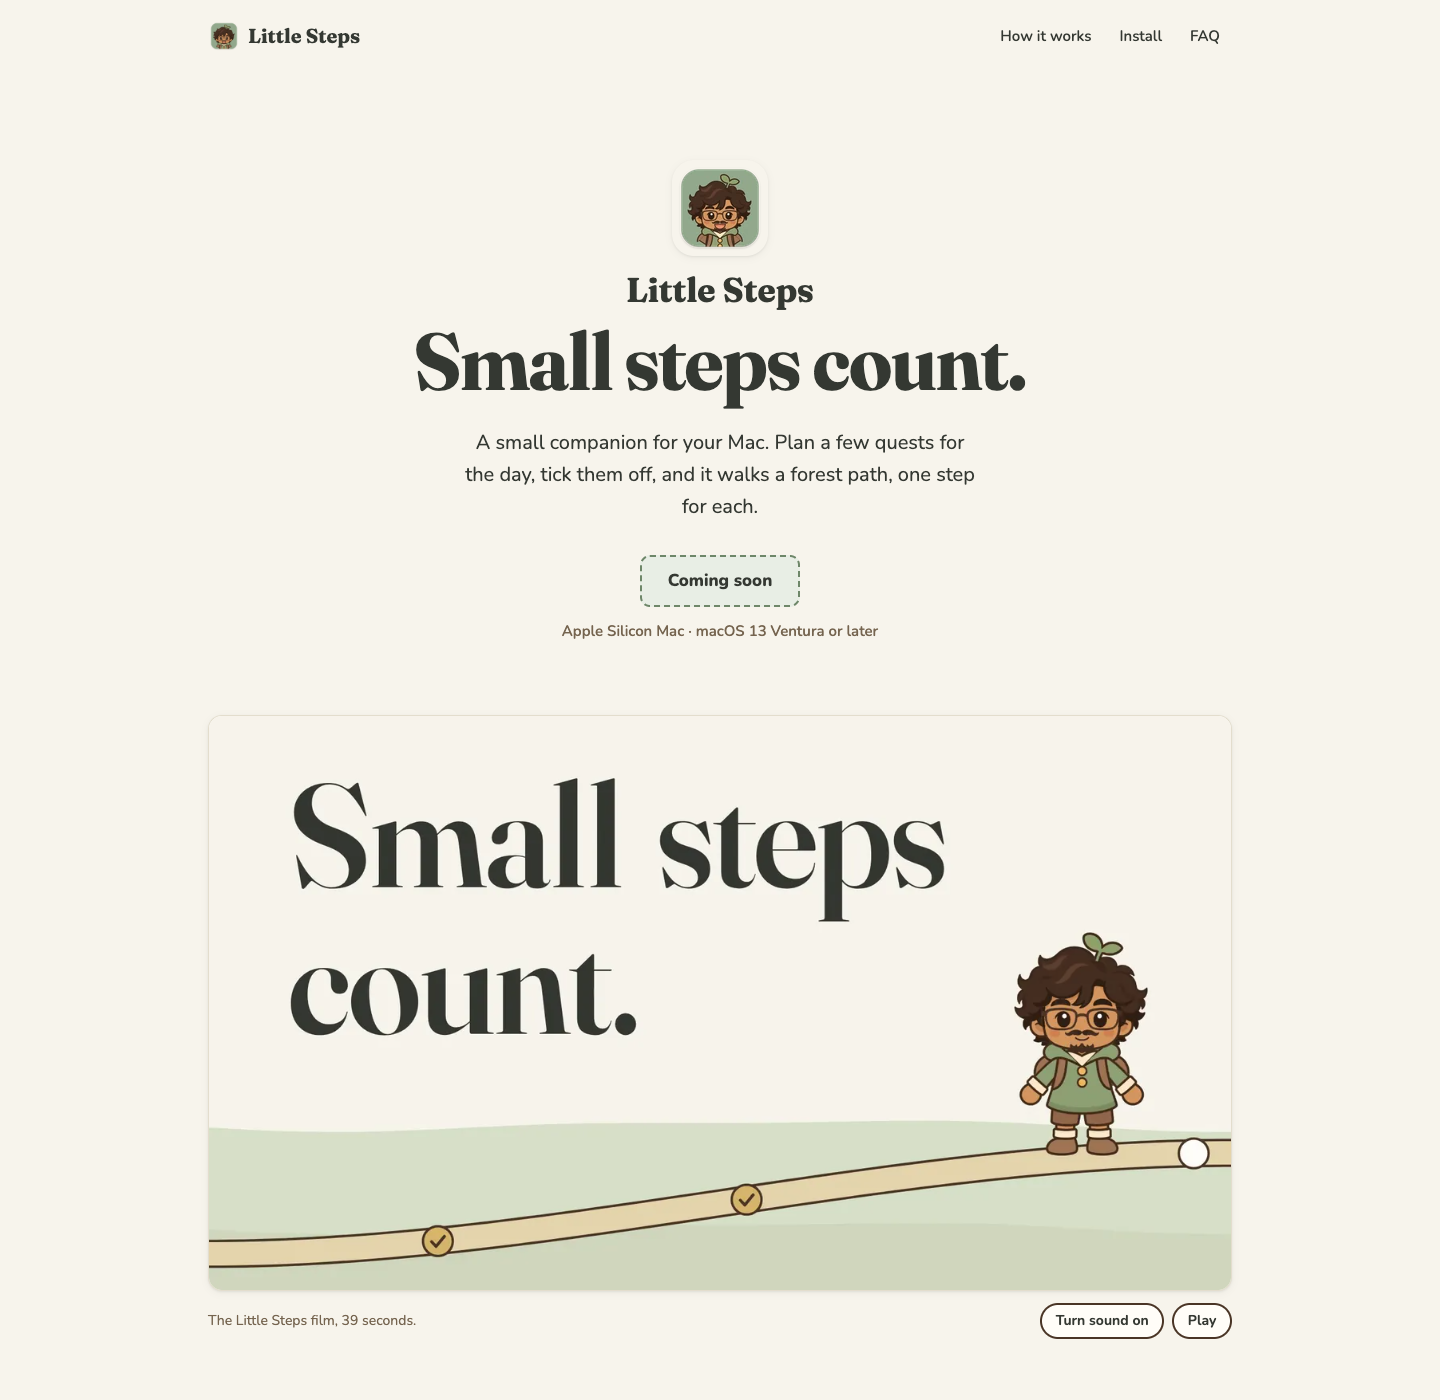 Little Steps
How it works
Install
FAQ
Little Steps
Small steps count.
A small companion for your Mac. Plan a few quests for
the day, tick them off, and it walks a forest path, one step
for each.
Coming soon
Apple Silicon Mac · macOS 13 Ventura or later
Small steps
count.
The Little Steps film, 39 seconds.
Turn sound on
Play